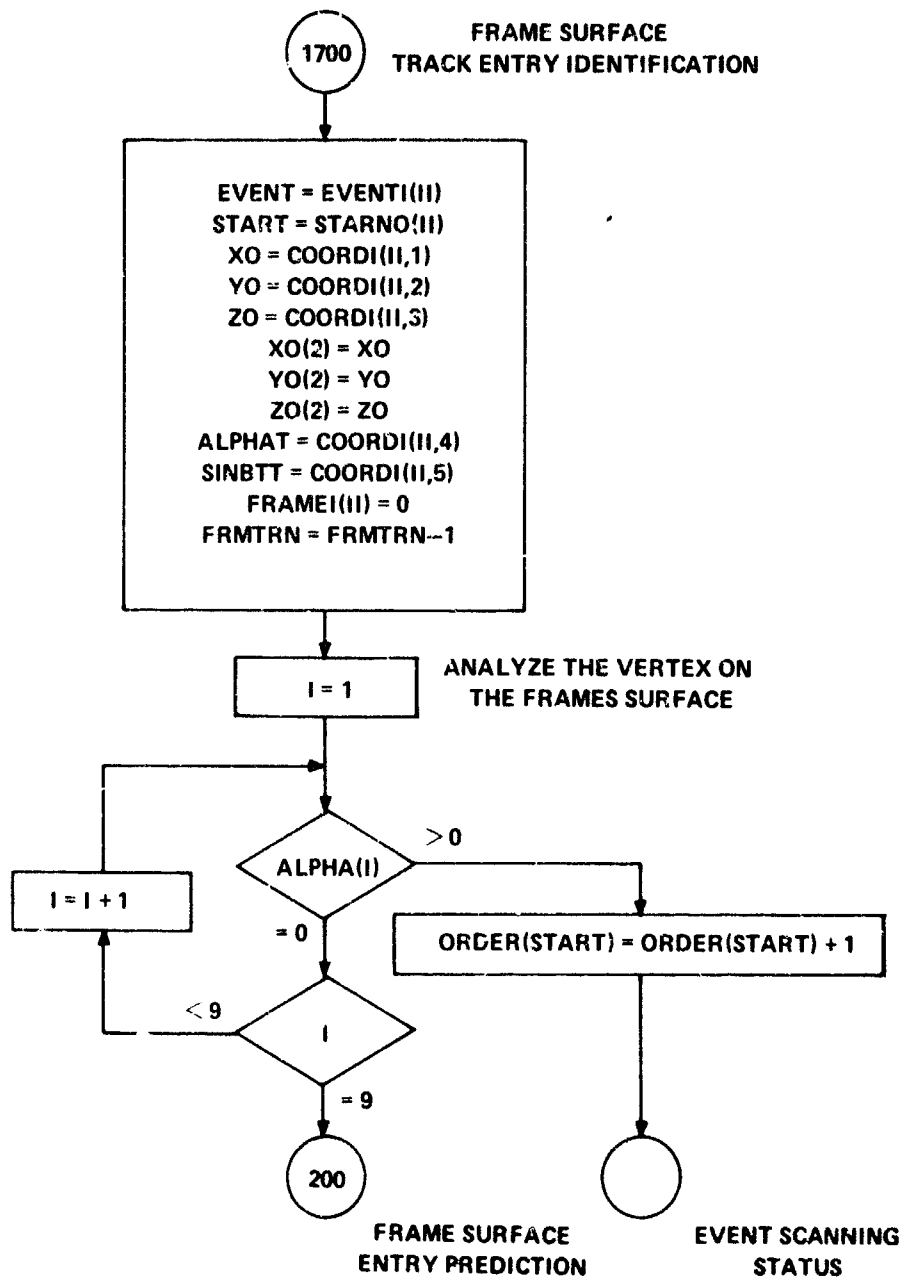 1700
FRAME SURFACE
TRACK ENTRY IDENTIFICATION
EVENT = EVENTI(II)
START = STARNO(II)
XO = COORDI(II,1)
YO = COORDI(II,2)
ZO = COORDI(II,3)
XO(2) = XO
YO(2) = YO
ZO(2) = ZO
ALPHAT = COORDI(II,4)
SINBTT = COORDI(II,5)
FRAMEI(II) = 0
FRMTRN = FRMTRN-1
I = 1
ANALYZE THE VERTEX ON
THE FRAMES SURFACE
ALPHA(I)
>0
I = I + 1
= 0
ORDER(START) = ORDER(START) + 1
<9
I
= 9
200
FRAME SURFACE
ENTRY PREDICTION
EVENT SCANNING
STATUS